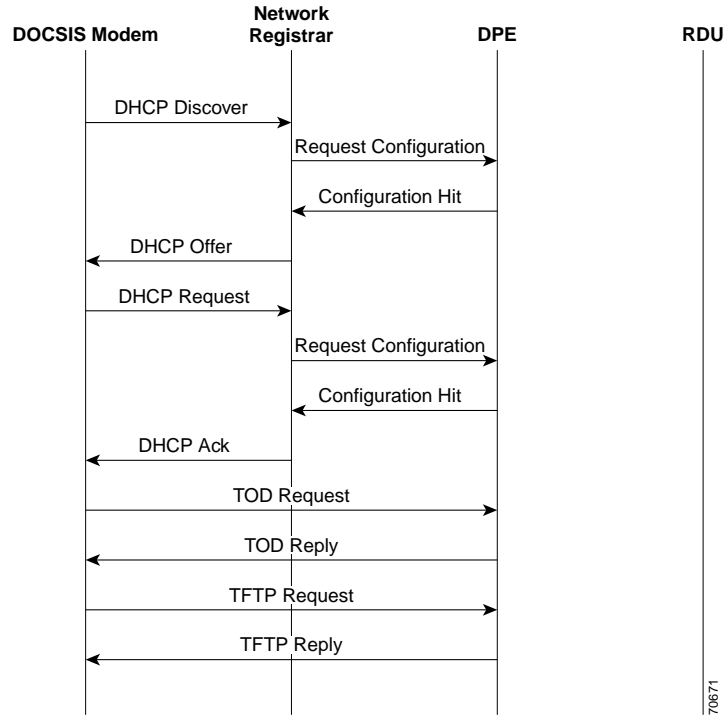 DOCSIS Modem
Network
Registrar
DPE
RDU
DHCP Discover
Request Configuration
Configuration Hit
DHCP Offer
DHCP Request
Request Configuration
Configuration Hit
DHCP Ack
TOD Request
TOD Reply
TFTP Request
TFTP Reply
70671